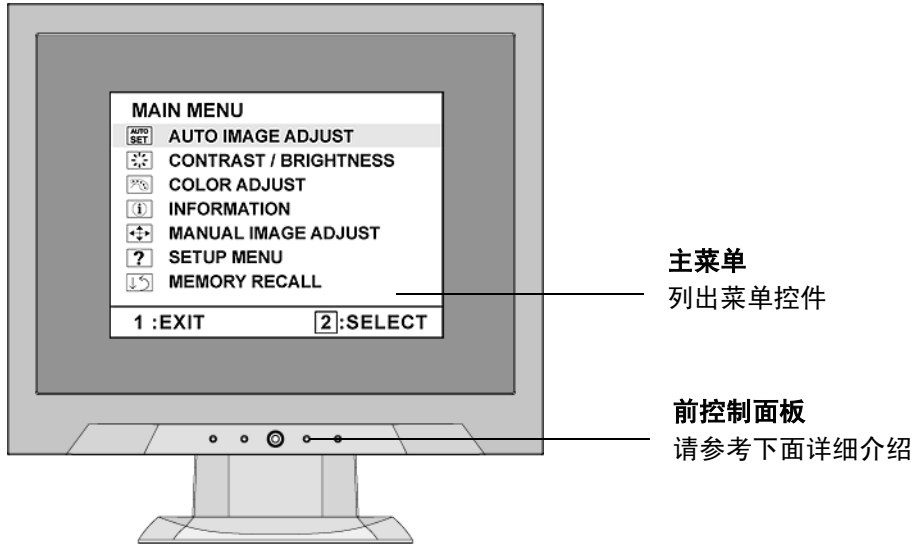 MAIN MENU
AUTO SET AUTO IMAGE ADJUST
CONTRAST / BRIGHTNESS
COLOR ADJUST
INFORMATION
MANUAL IMAGE ADJUST
? SETUP MENU
MEMORY RECALL
1 :EXIT 2:SELECT
主菜单
列出菜单控件
前控制面板
请参考下面详细介绍